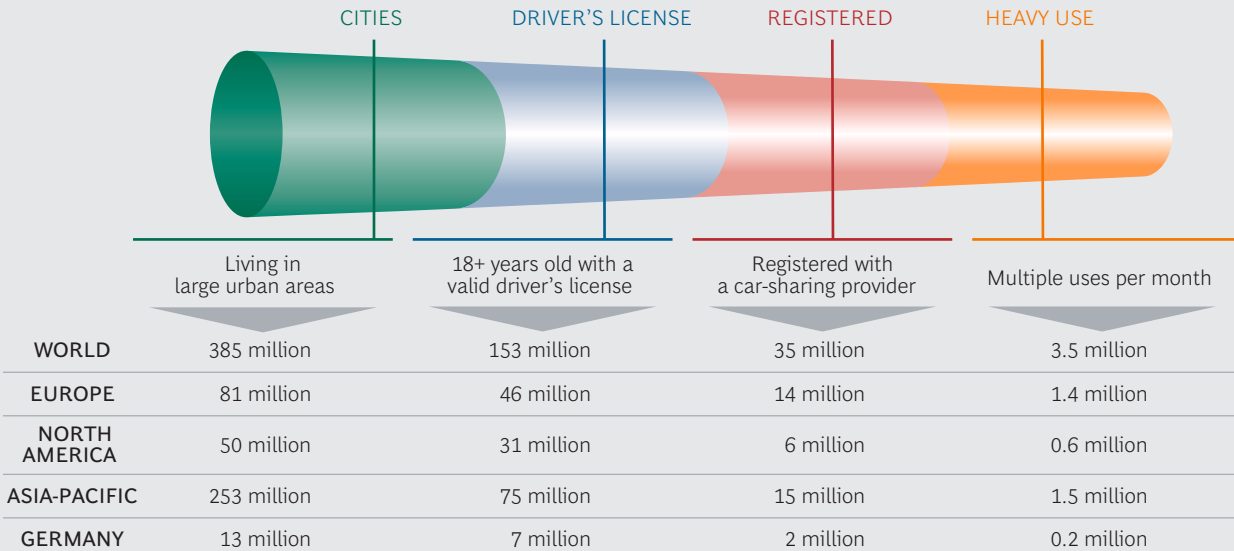 CITIES DRIVER’S LICENSE REGISTERED HEAVY USE
Living in
large urban areas
18+ years old with a
valid driver’s license
Registered with
a car-sharing provider
Multiple uses per month
WORLD 385 million 153 million 35 million 3.5 million
EUROPE 81 million 46 million 14 million 1.4 million
NORTH
AMERICA 50 million 31 million 6 million 0.6 million
ASIA-PACIFIC 253 million 75 million 15 million 1.5 million
GERMANY 13 million 7 million 2 million 0.2 million